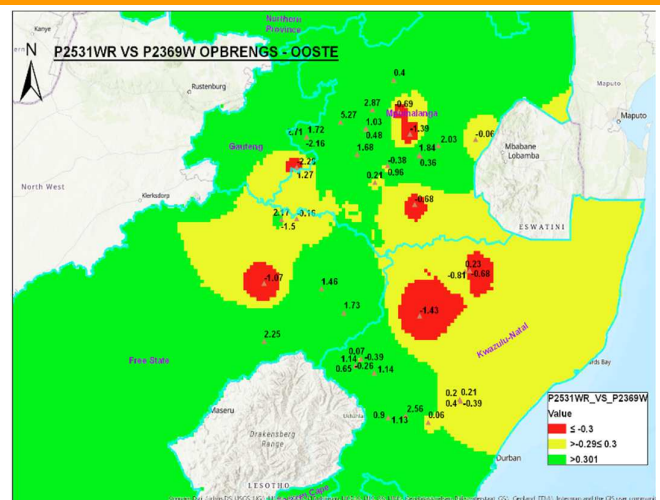 Kanye
Northern
Province
N
P2531WR VS P2369W OPBRENGS - OOSTE
0.4
Rustenburg
Maputo
Maputo
2.87
-0.69
5.27
1.03
Mpumalanga
1.72
0.48
-1.39
-2.16
2.03
-0.06
1.84
Gauteng
1.68
0.36
Mbabane
Lobamba
-2.25
-0.38
1.27
0.96
0.21
North West
Klerksdorp
-0.68
2.17
-0.16
-1.5
ESWATINI
0.23
-0.81
-0.68
-1.07
1.46
1.73
-1.43
2.25
Kwazulu-Natal
Free State
0.07
1.14
-0.39
0.65
-0.26
1.14
ards Bay
0.2
0.21
0.4
-0.39
Maseru
2.56
0.9
1.13
0.06
Drakensberg
Range
LESOTHO
Durban
P2531WR_VS_P2369W
Value
≤ -0.3
>-0.29≤ 0.3
>0.301